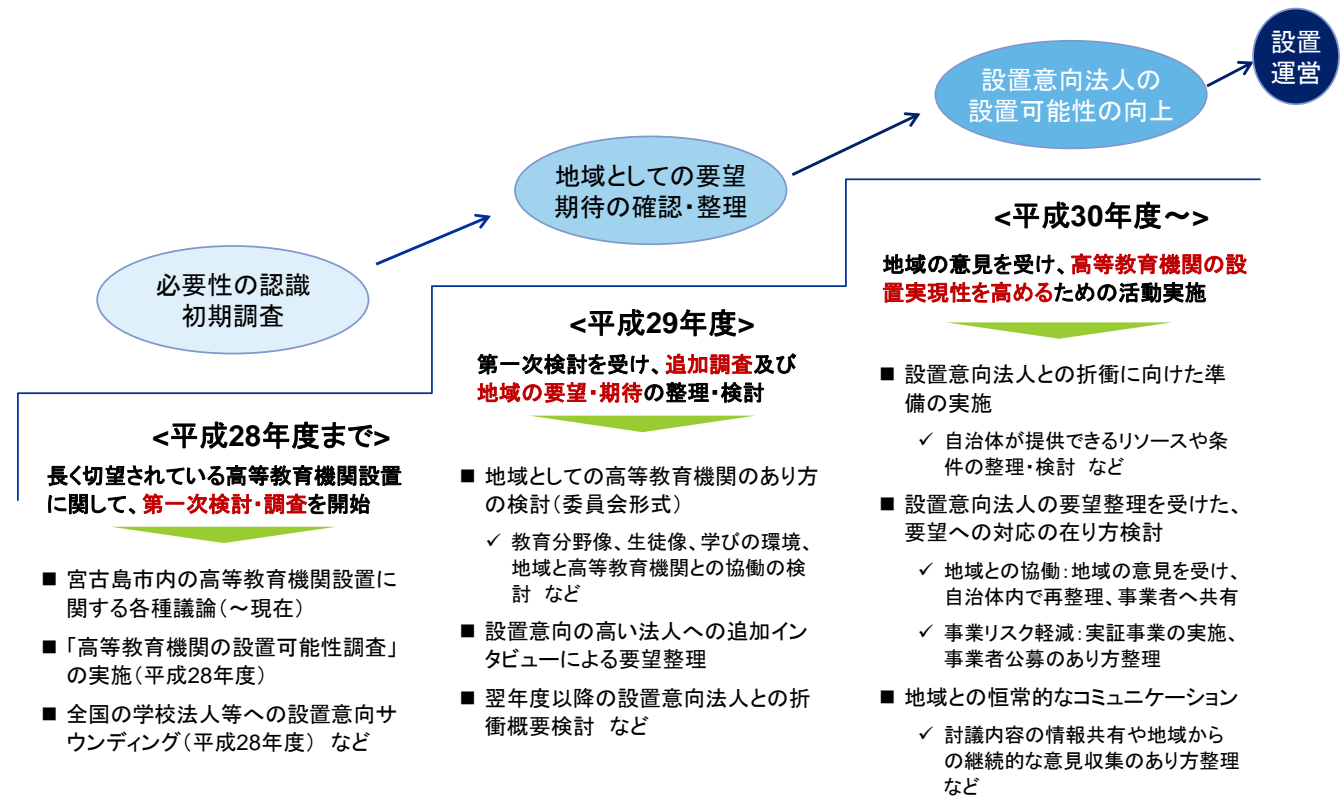 設置
運営
設置意向法人の
設置可能性の向上
地域としての要望
期待の確認・整理
必要性の認識
初期調査
<平成28年度まで>
長く切望されている高等教育機関設置
に関して、第一次検討・調査を開始
■ 宮古島市内の高等教育機関設置に
関する各種議論(～現在)
■ 「高等教育機関の設置可能性調査」
の実施(平成28年度)
■ 全国の学校法人等への設置意向サ
ウンディング(平成28年度) など
<平成29年度>
第一次検討を受け、追加調査及び
地域の要望・期待の整理・検討
■ 地域としての高等教育機関のあり方
の検討(委員会形式)
✓ 教育分野像、生徒像、学びの環境、
地域と高等教育機関との協働の検
討 など
■ 設置意向の高い法人への追加イン
タビューによる要望整理
■ 翌年度以降の設置意向法人との折
衝概要検討 など
<平成30年度～>
地域の意見を受け、高等教育機関の設
置実現性を高めるための活動実施
■ 設置意向法人との折衝に向けた準
備の実施
✓ 自治体が提供できるリソースや条
件の整理・検討 など
■ 設置意向法人の要望整理を受けた、
要望への対応の在り方検討
✓ 地域との協働:地域の意見を受け、
自治体内で再整理、事業者へ共有
✓ 事業リスク軽減:実証事業の実施、
事業者公募のあり方整理
■ 地域との恒常的なコミュニケーション
✓ 討議内容の情報共有や地域から
の継続的な意見収集のあり方整理
など